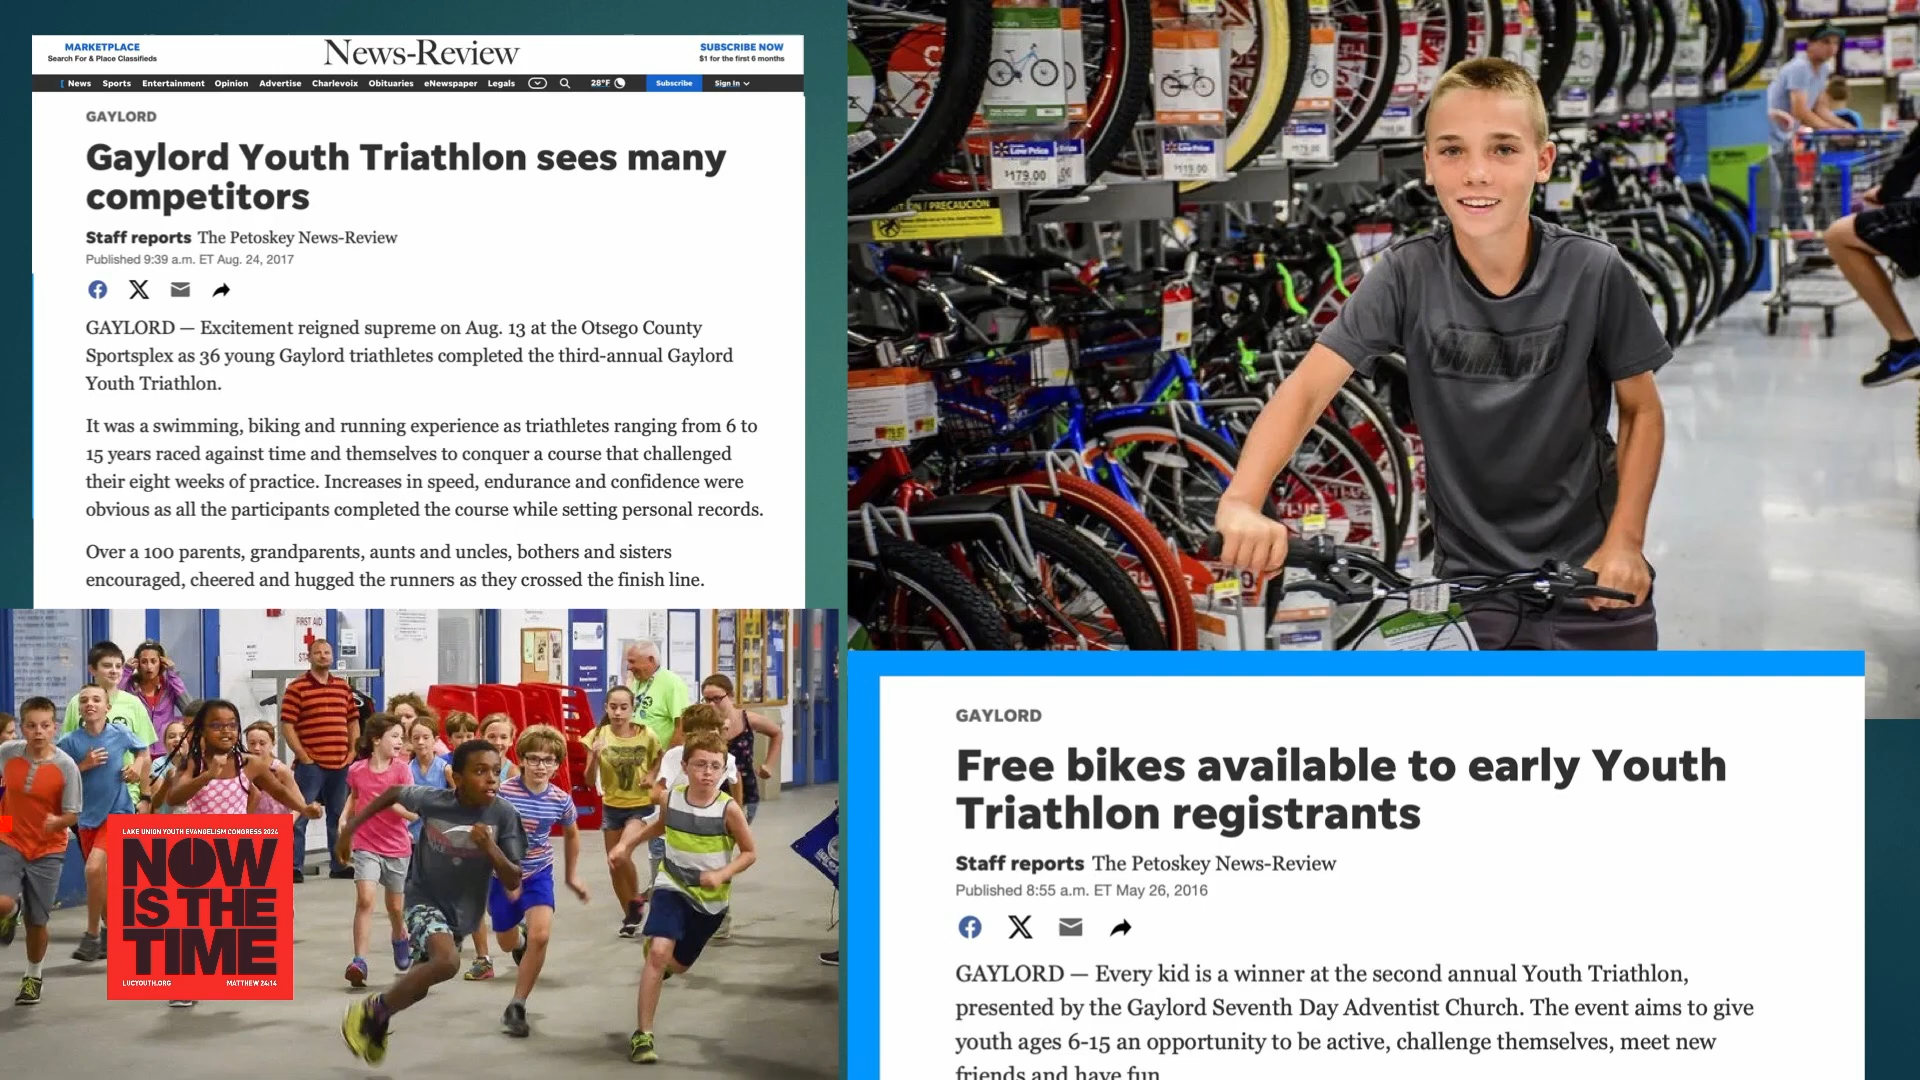 MARKETPLACE
Search For & Place Classifieds
News-Review
SUBSCRIBE NOW
$1 for the first 6 months
News Sports Entertainment Opinion Advertise Charlevoix Obituaries eNewspaper Legals 28°F Subscribe Sign In
GAYLORD
Gaylord Youth Triathlon sees many
competitors
Staff reports The Petoskey News-Review
Published 9:39 a.m. ET Aug. 24, 2017
GAYLORD — Excitement reigned supreme on Aug. 13 at the Otsego County
Sportsplex as 36 young Gaylord triathletes completed the third-annual Gaylord
Youth Triathlon.
It was a swimming, biking and running experience as triathletes ranging from 6 to
15 years raced against time and themselves to conquer a course that challenged
their eight weeks of practice. Increases in speed, endurance and confidence were
obvious as all the participants completed the course while setting personal records.
Over a 100 parents, grandparents, aunts and uncles, bothers and sisters
encouraged, cheered and hugged the runners as they crossed the finish line.
MOUNTAIN
Low Price
$179.00
$119.00
PRECAUCIÓN
FIRST AID
LAKE UNION YOUTH EVANGELISM CONGRESS 2024
NOW
IS THE
TIME
LUCYOUTH.ORG MATTHEW 24:14
GAYLORD
Free bikes available to early Youth
Triathlon registrants
Staff reports The Petoskey News-Review
Published 8:55 a.m. ET May 26, 2016
GAYLORD — Every kid is a winner at the second annual Youth Triathlon,
presented by the Gaylord Seventh Day Adventist Church. The event aims to give
youth ages 6-15 an opportunity to be active, challenge themselves, meet new
friends and have fun